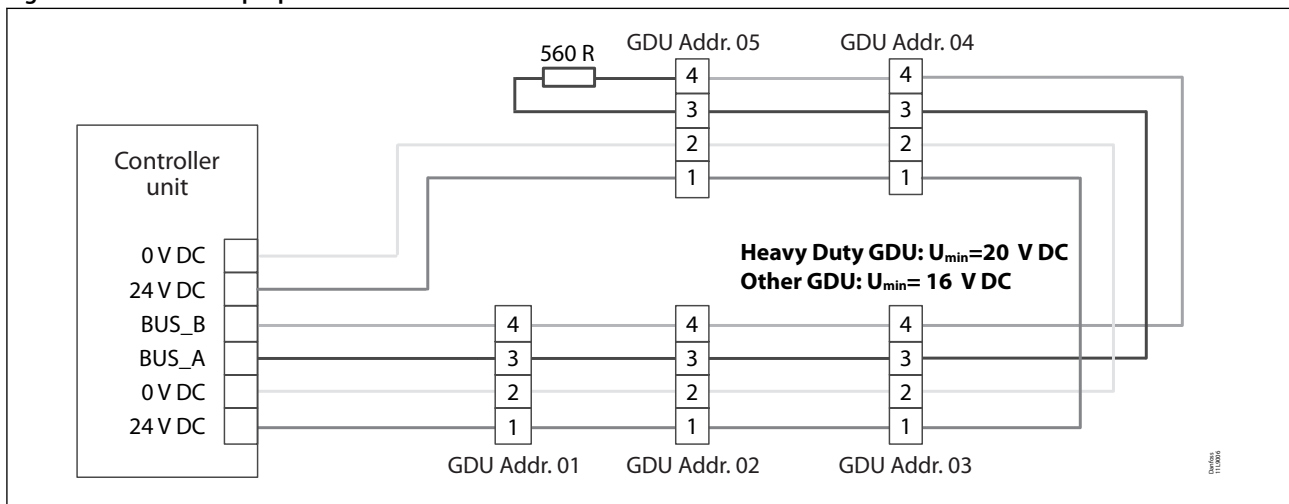 560 R
GDU Addr. 05
GDU Addr. 04
4
4
3
3
2
2
1
1
Controller
unit
Heavy Duty GDU: Umin=20 V DC
Other GDU: Umin= 16 V DC
0 V DC
24 V DC
BUS_B
4
4
4
BUS_A
3
3
3
0 V DC
2
2
2
24 V DC
1
1
1
GDU Addr. 01
GDU Addr. 02
GDU Addr. 03
Danfoss